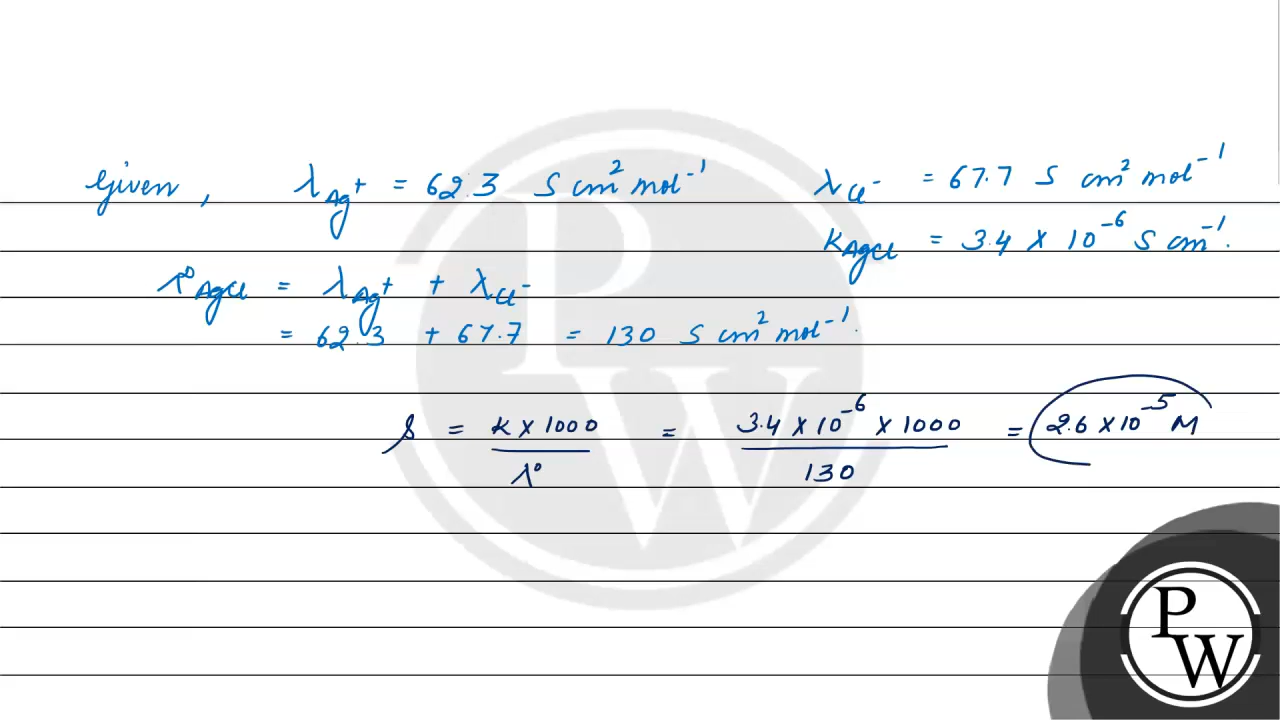 Given, λAg⁺ = 62.3 S cm² mol⁻¹ λCl⁻ = 67.7 S cm² mol⁻¹
KAgCl = 3.4 × 10⁻⁶ S cm⁻¹.
λ°AgCl = λAg⁺ + λCl⁻
= 62.3 + 67.7 = 130 S cm² mol⁻¹.
S = K × 1000 / λ° = 3.4 × 10⁻⁶ × 1000 / 130 = 2.6 × 10⁻⁵ M
PW
PW